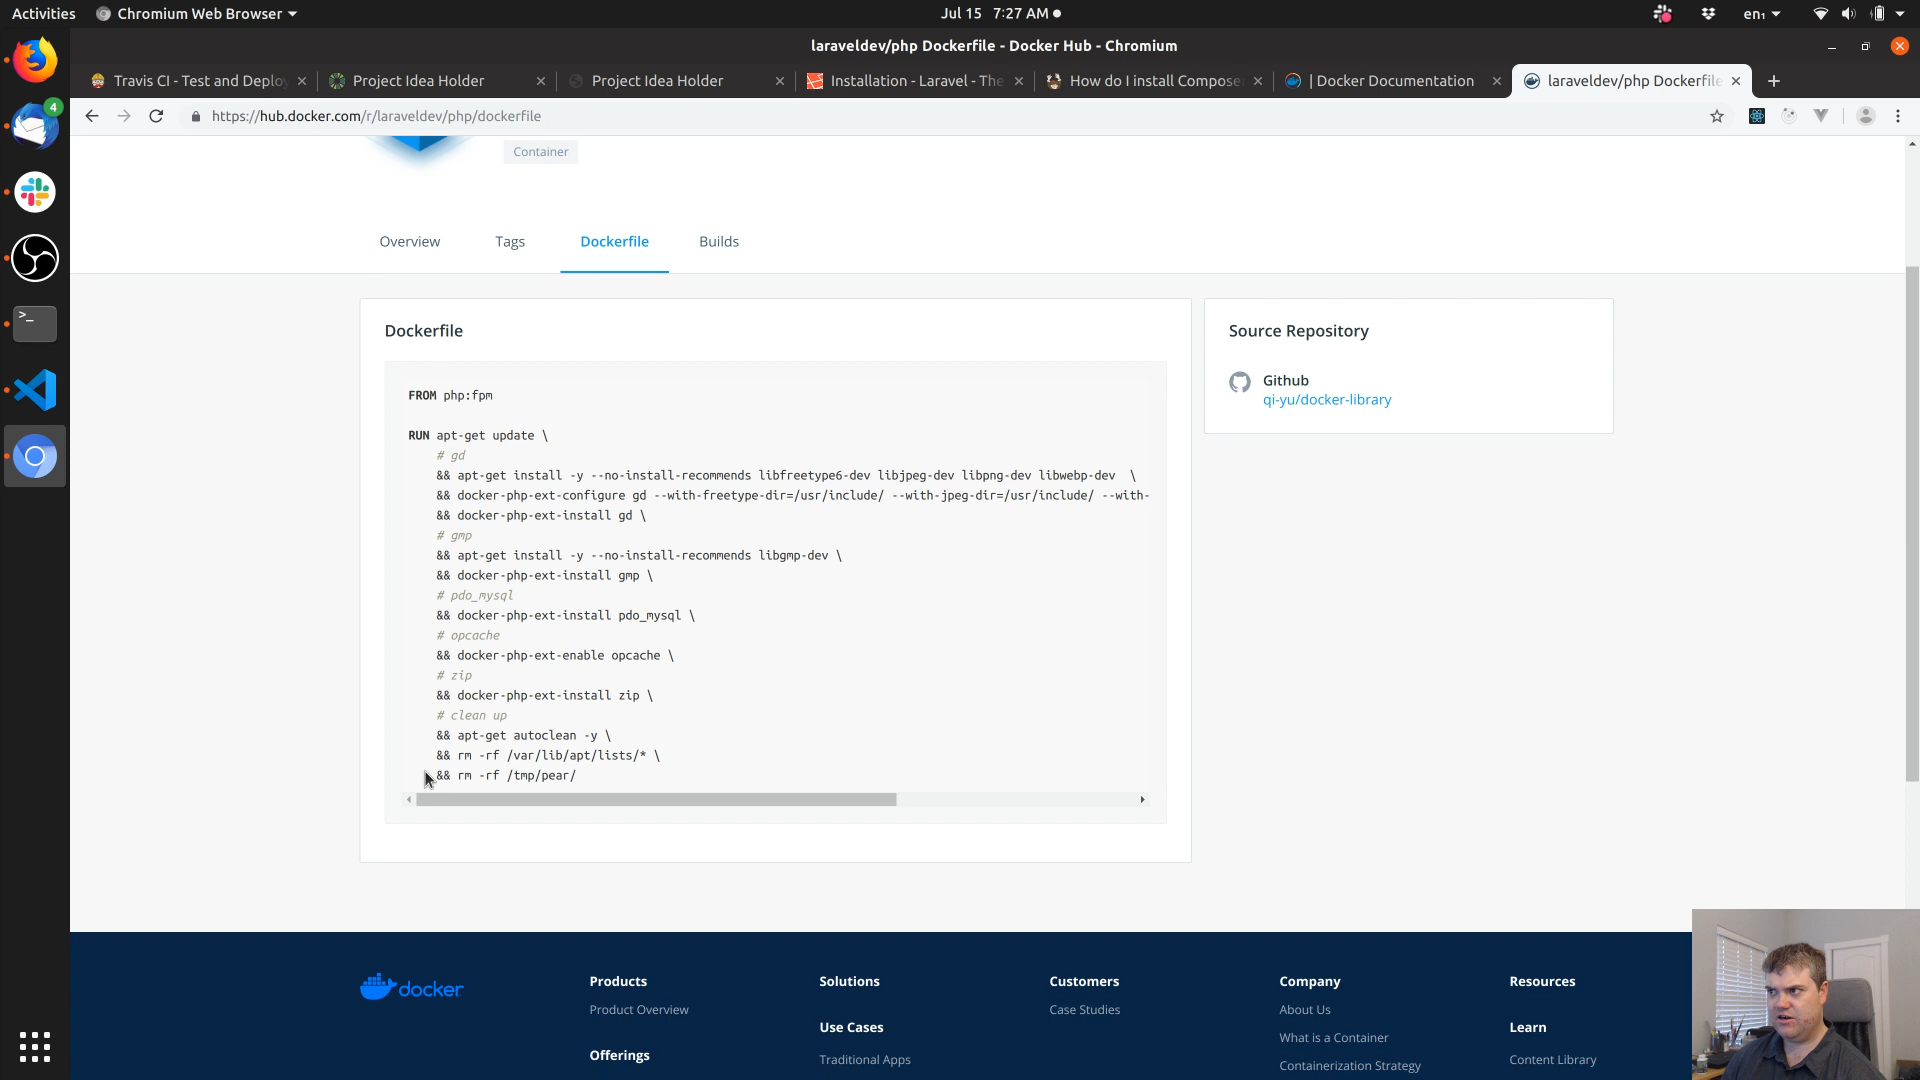 Activities
Chromium Web Browser
Jul 15 7:27 AM
en₁
laraveldev/php Dockerfile - Docker Hub - Chromium
Travis CI - Test and Deploy
Project Idea Holder
Project Idea Holder
Installation - Laravel - The
How do I install Compose
| Docker Documentation
laraveldev/php Dockerfile
https://hub.docker.com/r/laraveldev/php/dockerfile
4
Container
Overview
Tags
Dockerfile
Builds
Dockerfile
FROM php:fpm
RUN apt-get update \
# gd
&& apt-get install -y --no-install-recommends libfreetype6-dev libjpeg-dev libpng-dev libwebp-dev \
&& docker-php-ext-configure gd --with-freetype-dir=/usr/include/ --with-jpeg-dir=/usr/include/ --with-
&& docker-php-ext-install gd \
# gmp
&& apt-get install -y --no-install-recommends libgmp-dev \
&& docker-php-ext-install gmp \
# pdo_mysql
&& docker-php-ext-install pdo_mysql \
# opcache
&& docker-php-ext-enable opcache \
# zip
&& docker-php-ext-install zip \
# clean up
&& apt-get autoclean -y \
&& rm -rf /var/lib/apt/lists/* \
&& rm -rf /tmp/pear/
Source Repository
Github
qi-yu/docker-library
docker
Products
Product Overview
Offerings
Solutions
Use Cases
Traditional Apps
Customers
Case Studies
Company
About Us
What is a Container
Containerization Strategy
Resources
Learn
Content Library